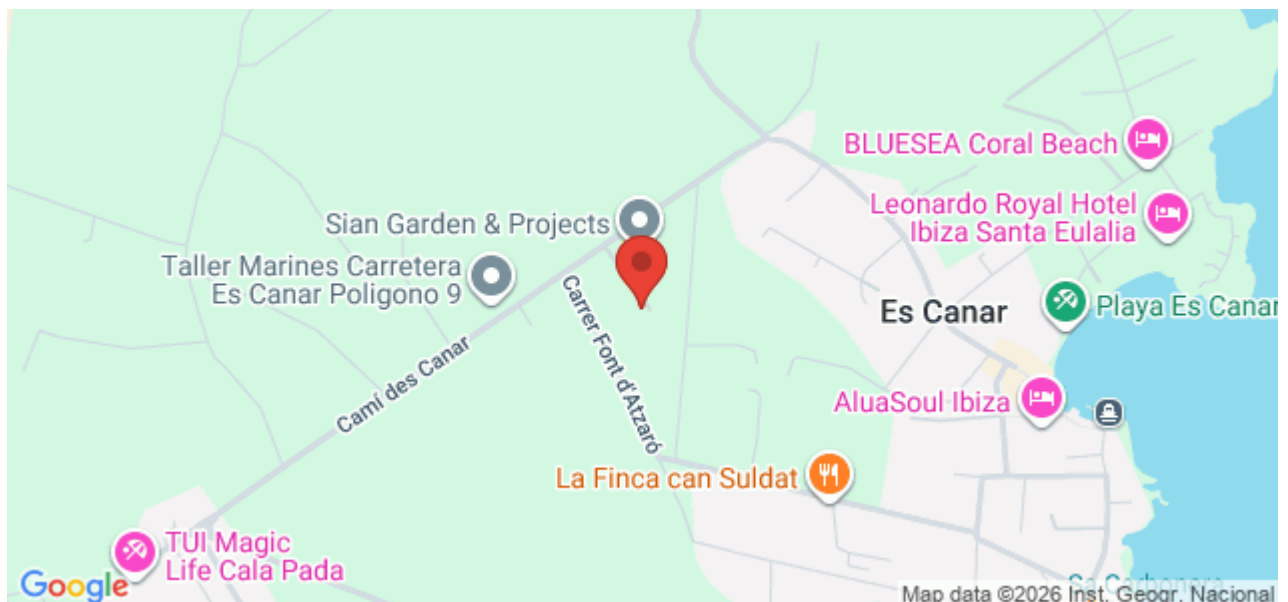 BLUESEA Coral Beach
Leonardo Royal Hotel
Ibiza Santa Eulalia
Sian Garden & Projects
Taller Marines Carretera
Es Canar Poligono 9
Es Canar
Playa Es Canar
Carrer Font d'Atzaró
Camí des Canar
AluaSoul Ibiza
La Finca can Suldat
TUI Magic
Life Cala Pada
Google
Sa Carbonera
Map data ©2026 Inst. Geogr. Nacional